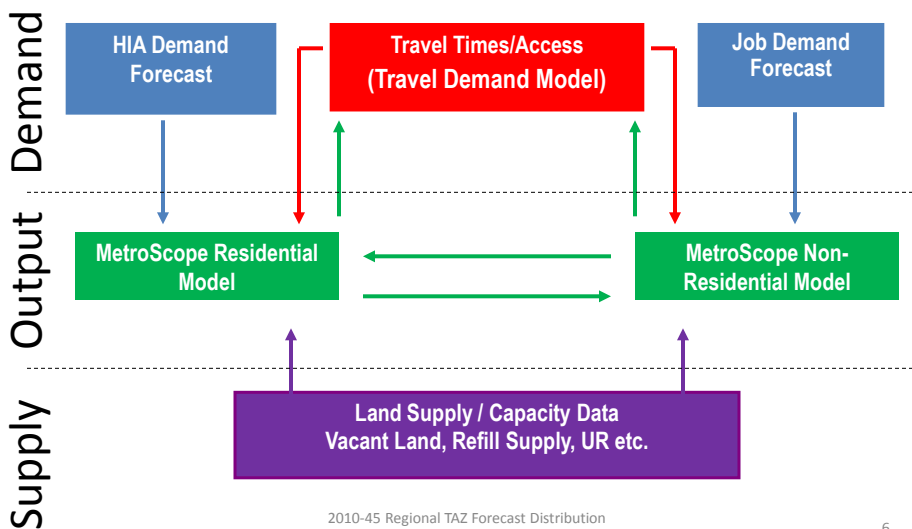 Demand
HIA Demand
Forecast
Travel Times/Access
(Travel Demand Model)
Job Demand
Forecast
Output
MetroScope Residential
Model
MetroScope Non-
Residential Model
Supply
Land Supply / Capacity Data
Vacant Land, Refill Supply, UR etc.
2010-45 Regional TAZ Forecast Distribution
6